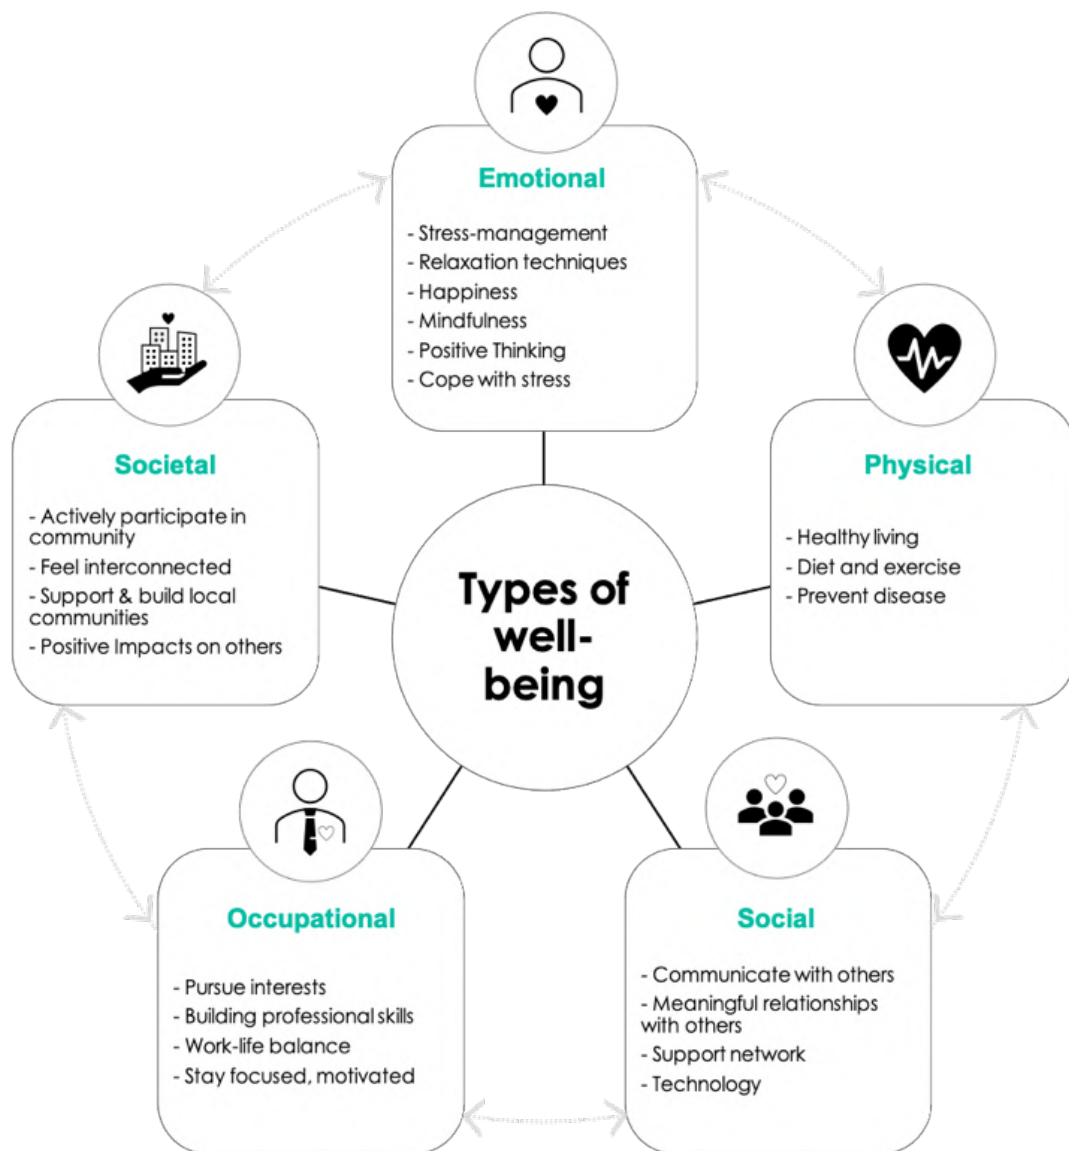 Emotional
- Stress-management
- Relaxation techniques
- Happiness
- Mindfulness
- Positive Thinking
- Cope with stress
Societal
- Actively participate in
community
- Feel interconnected
- Support & build local
communities
- Positive Impacts on others
Physical
- Healthy living
- Diet and exercise
- Prevent disease
Types of
well-
being
Occupational
- Pursue interests
- Building professional skills
- Work-life balance
- Stay focused, motivated
Social
- Communicate with others
- Meaningful relationships
with others
- Support network
- Technology